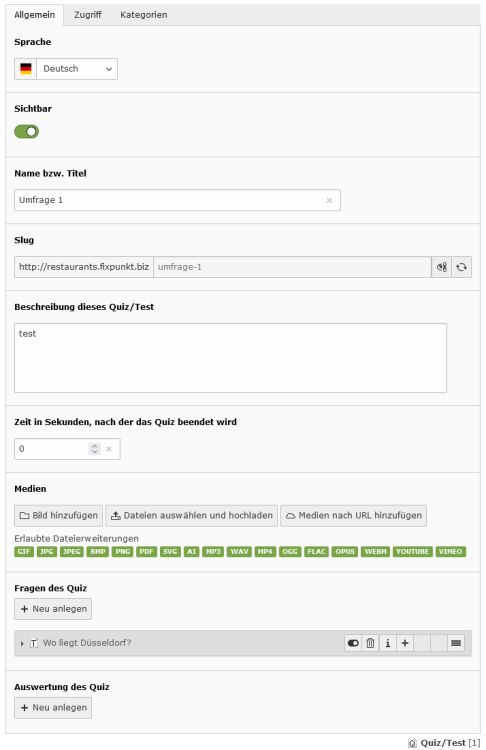 Allgemein Zugriff Kategorien
Sprache
Deutsch
Sichtbar
Name bzw. Titel
Umfrage 1
Slug
http://restaurants.fixpunkt.biz umfrage-1
Beschreibung dieses Quiz/Test
test
Zeit in Sekunden, nach der das Quiz beendet wird
0
Medien
Bild hinzufügen Dateien auswählen und hochladen Medien nach URL hinzufügen
Erlaubte Dateierweiterungen
GIF JPG JPEG BMP PNG PDF SVG AI MP3 WAV MP4 OGG FLAC OPUS WEBM YOUTUBE VIMEO
Fragen des Quiz
+ Neu anlegen
Wo liegt Düsseldorf?
Auswertung des Quiz
+ Neu anlegen
Quiz/Test [1]